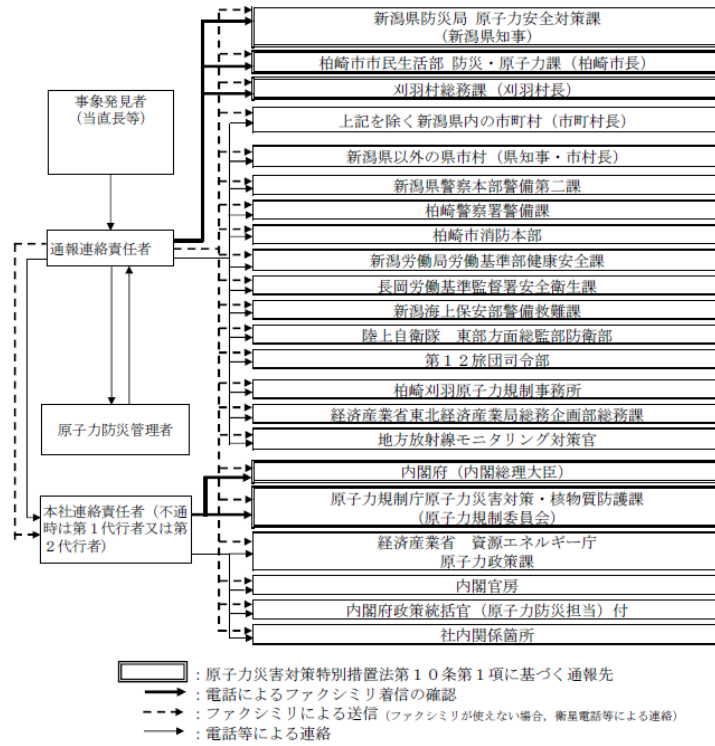 新潟県防災局 原子力安全対策課
(新潟県知事)
柏崎市市民生活部 防災・原子力課（柏崎市長）
刈羽村総務課（刈羽村長）
事象発見者
(当直長等)
上記を除く新潟県内の市町村（市町村長）
新潟県以外の県市村（県知事・市村長）
新潟県警察本部警備第二課
柏崎警察署警備課
通報連絡責任者
柏崎市消防本部
新潟労働局労働基準部健康安全課
長岡労働基準監督署安全衛生課
新潟海上保安部警備救難課
陸上自衛隊　東部方面総監部防衛部
第１２旅団司令部
柏崎刈羽原子力規制事務所
原子力防災管理者
経済産業省東北経済産業局総務企画部総務課
地方放射線モニタリング対策官
内閣府（内閣総理大臣）
本社連絡責任者（不通
時は第１代行者又は第
２代行者）
原子力規制庁原子力災害対策・核物質防護課
(原子力規制委員会)
経済産業省　資源エネルギー庁
原子力政策課
内閣官房
内閣府政策統括官（原子力防災担当）付
社内関係箇所
：原子力災害対策特別措置法第１０条第１項に基づく通報先
：電話によるファクシミリ着信の確認
：ファクシミリによる送信（ファクシミリが使えない場合，衛星電話等による連絡）
：電話等による連絡